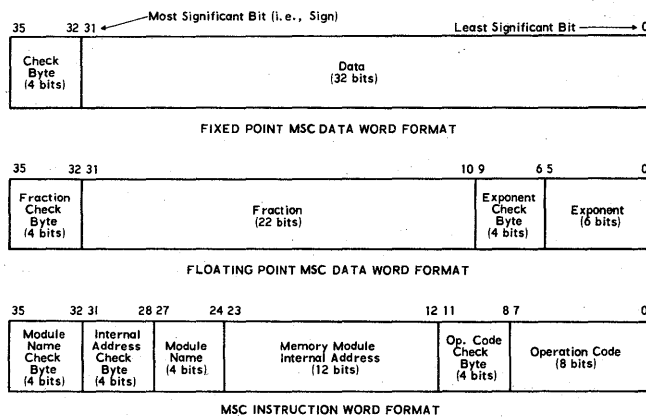 Most Significant Bit (i.e., Sign)
35 32 31 Least Significant Bit 0
Check Byte (4 bits)
Data (32 bits)
FIXED POINT MSC DATA WORD FORMAT
35 32 31 10 9 6 5 0
Fraction Check Byte (4 bits)
Fraction (22 bits)
Exponent Check Byte (4 bits)
Exponent (6 bits)
FLOATING POINT MSC DATA WORD FORMAT
35 32 31 28 27 24 23 12 11 8 7 0
Module Name Check Byte (4 bits)
Internal Address Check Byte (4 bits)
Module Name (4 bits)
Memory Module Internal Address (12 bits)
Op. Code Check Byte (4 bits)
Operation Code (8 bits)
MSC INSTRUCTION WORD FORMAT